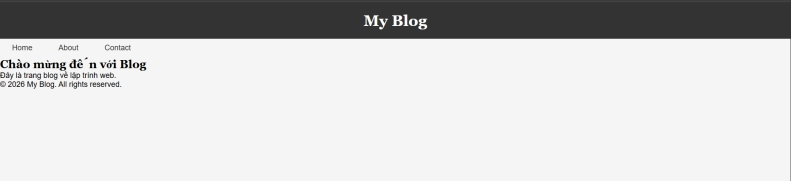 My Blog
Home About Contact
Chào mừng đến với Blog
Đây là trang blog về lập trình web.
© 2026 My Blog. All rights reserved.